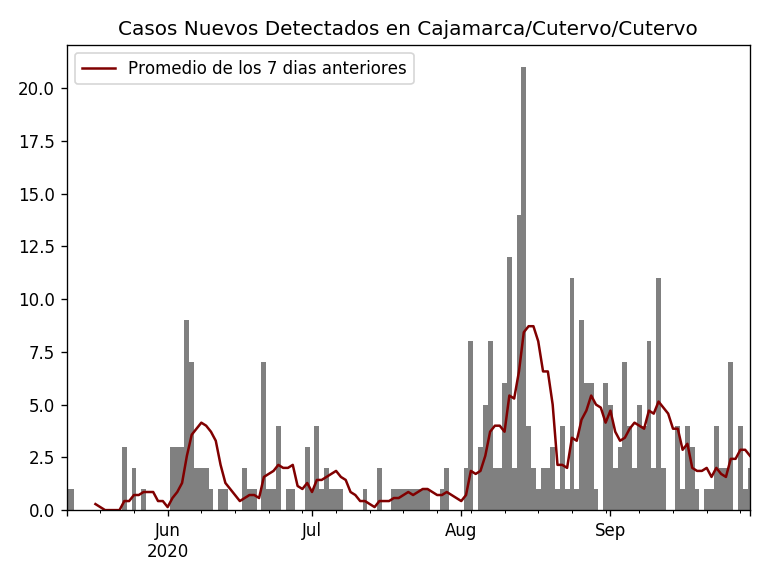 Casos Nuevos Detectados en Cajamarca/Cutervo/Cutervo
Promedio de los 7 dias anteriores
20.0
17.5
15.0
12.5
10.0
7.5
5.0
2.5
0.0
Jun
2020
Jul
Aug
Sep